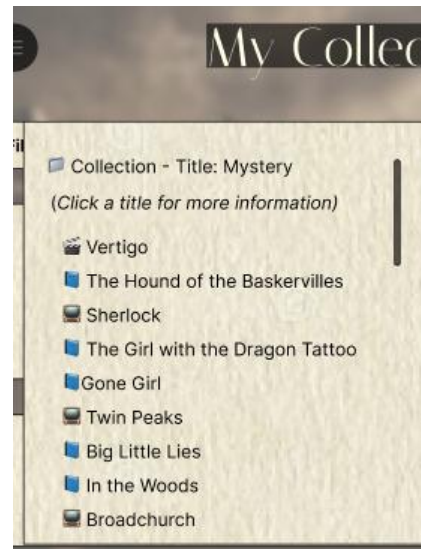 My Collec
il
Collection - Title: Mystery
(Click a title for more information)
Vertigo
The Hound of the Baskervilles
Sherlock
The Girl with the Dragon Tattoo
Gone Girl
Twin Peaks
Big Little Lies
In the Woods
Broadchurch